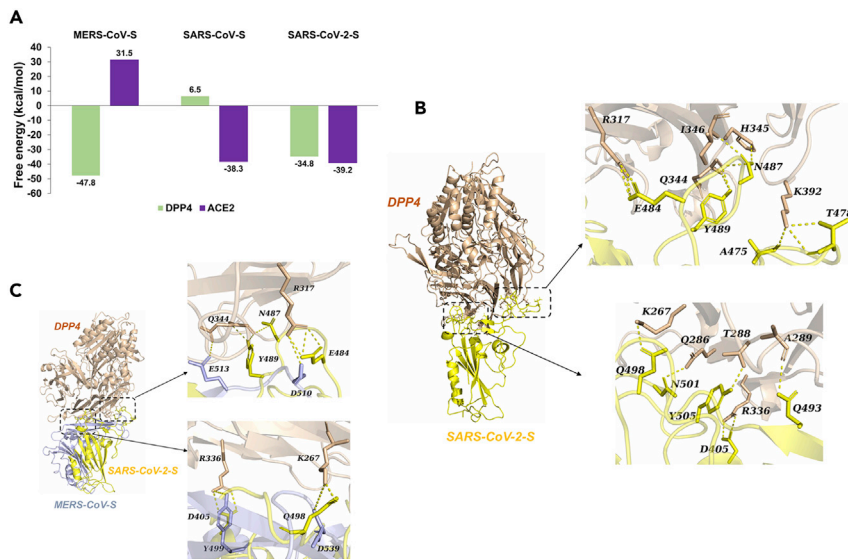 A
MERS-CoV-S SARS-CoV-S SARS-CoV-2-S
Free energy (kcal/mol)
40
30
20
10
0
-10
-20
-30
-40
-50
-60
31.5
6.5
-47.8
-38.3
-34.8
-39.2
DPP4 ACE2
B
DPP4
SARS-CoV-2-S
R317
I346
H345
Q344
N487
K392
E484
Y489
T478
A475
K267
Q286
T288
A289
Q498
N501
Y505
R336
Q493
D405
C
DPP4
SARS-CoV-2-S
MERS-CoV-S
R317
Q344
N487
Y489
E484
E513
D510
R336
K267
D405
Q498
Y499
D539